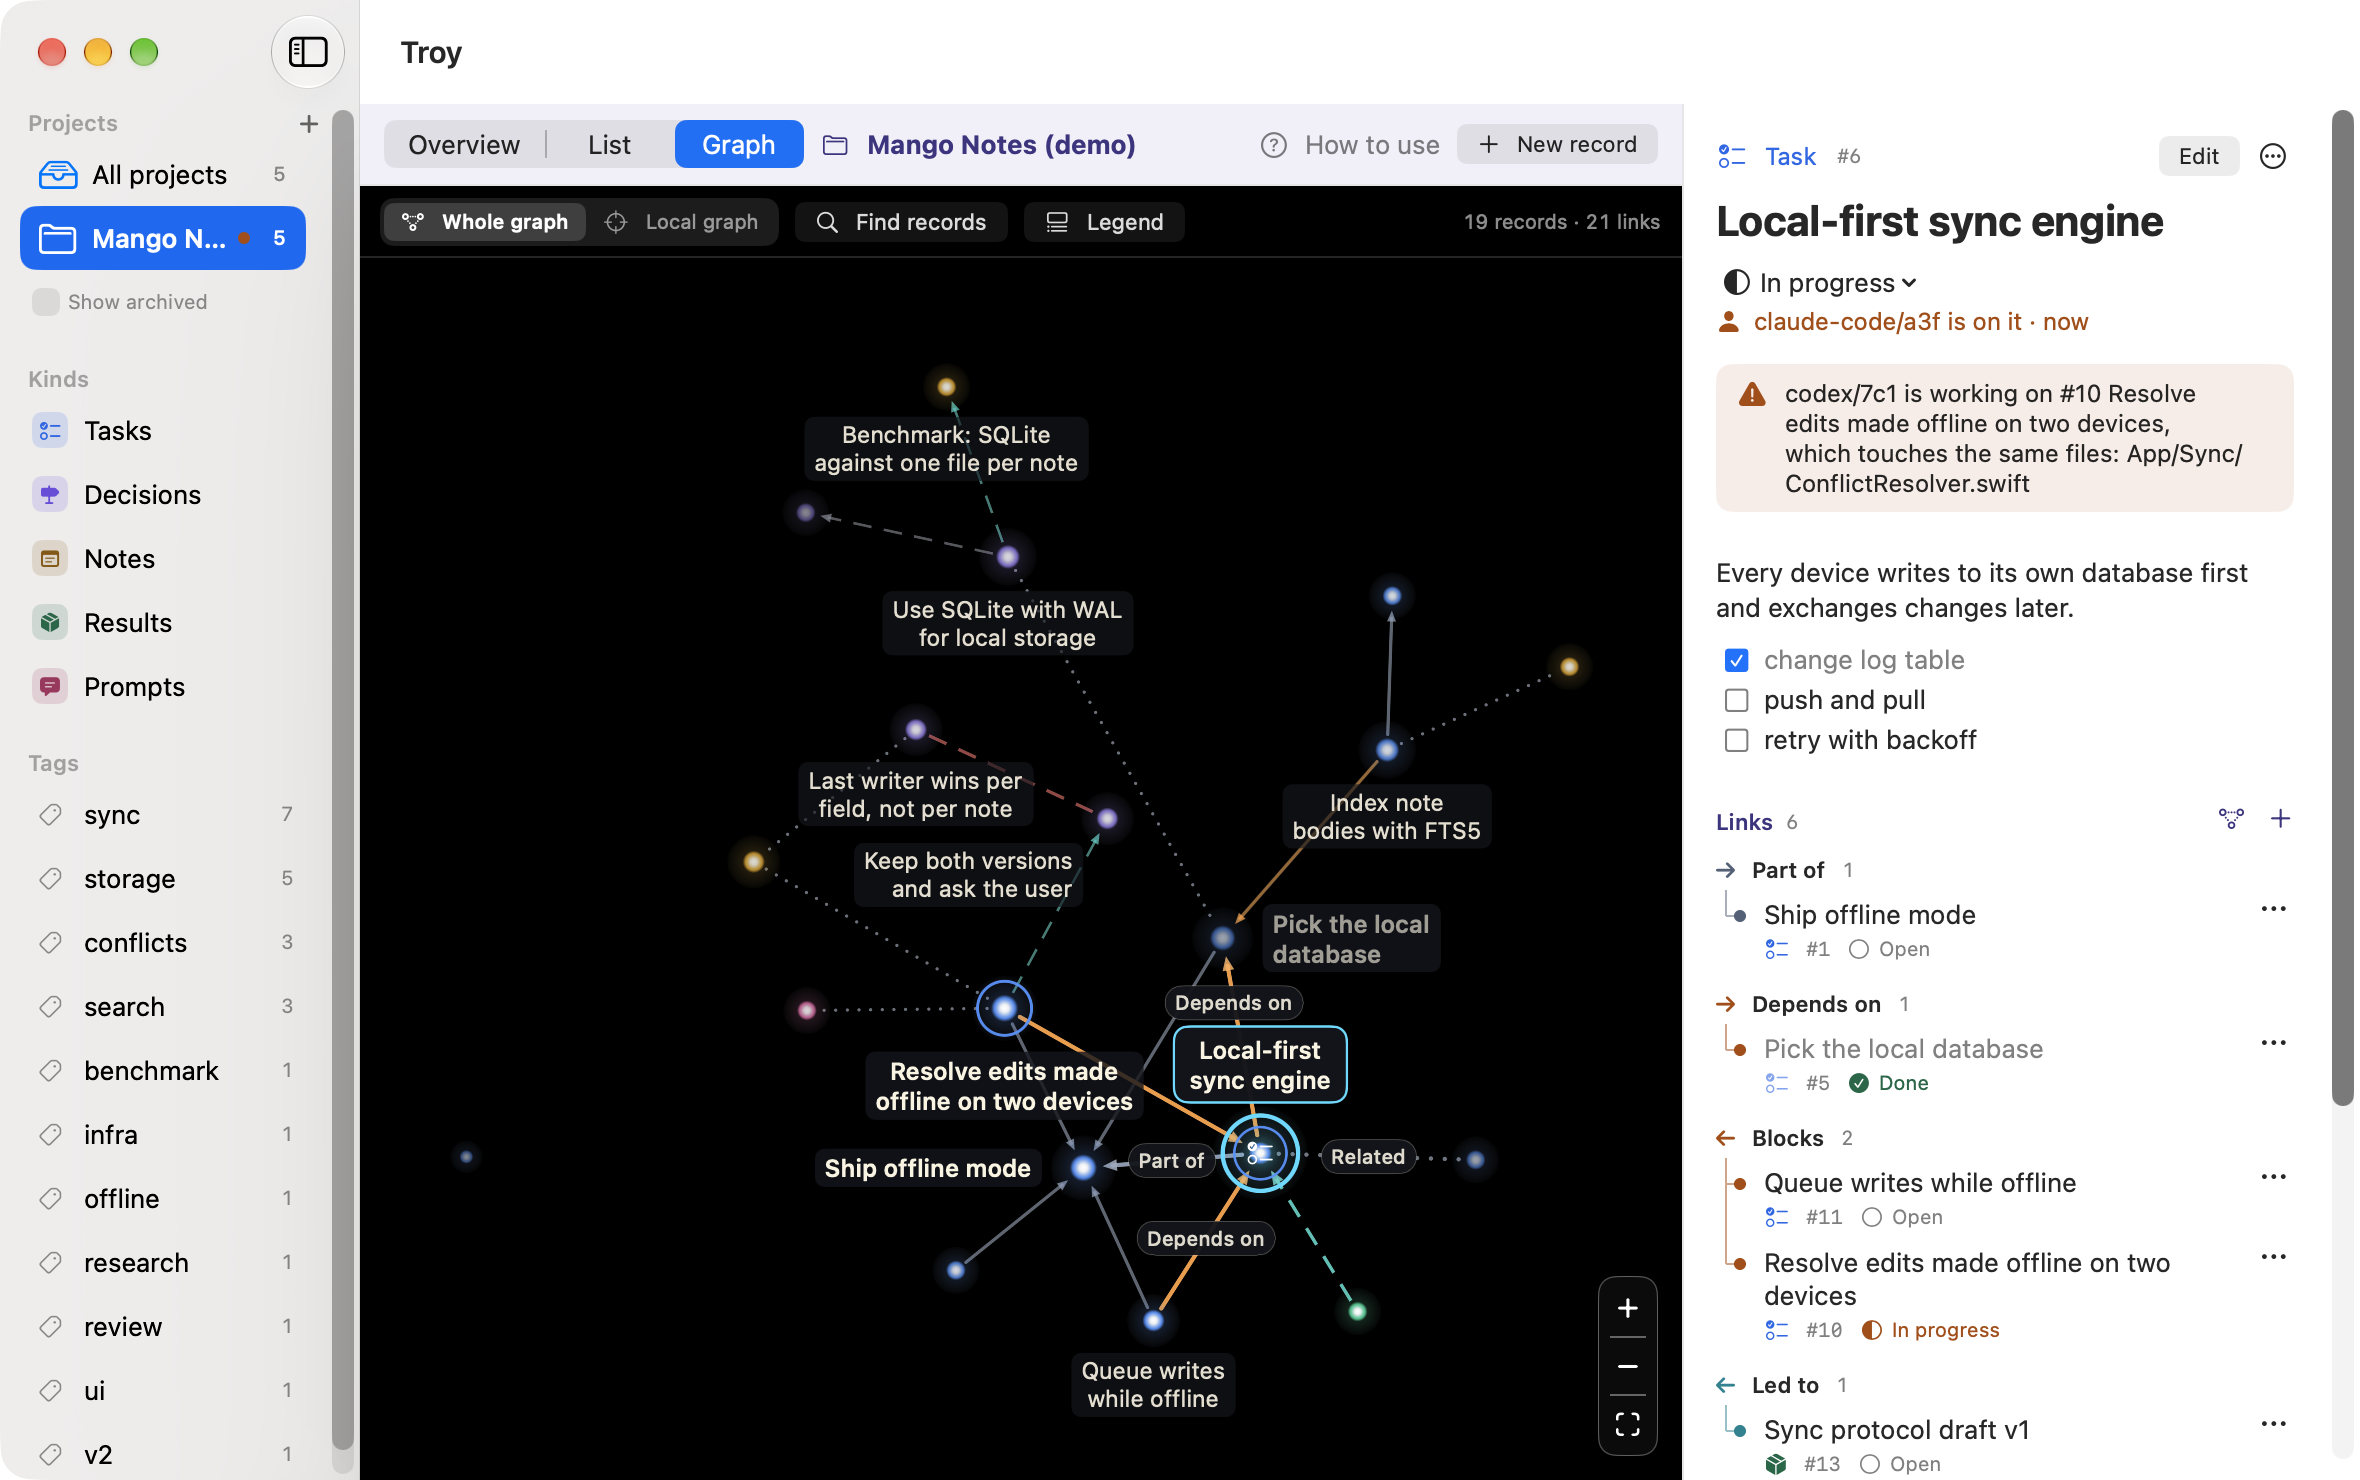 Troy
Projects
All projects 5
Mango N... 5
Show archived
Kinds
Tasks
Decisions
Notes
Results
Prompts
Tags
sync 7
storage 5
conflicts 3
search 3
benchmark 1
infra 1
offline 1
research 1
review 1
ui 1
v2 1
Overview List Graph Mango Notes (demo) How to use New record
Whole graph Local graph Find records Legend 19 records · 21 links
Benchmark: SQLite
against one file per note
Use SQLite with WAL
for local storage
Last writer wins per
field, not per note
Keep both versions
and ask the user
Index note
bodies with FTS5
Pick the local
database
Depends on
Local-first
sync engine
Resolve edits made
offline on two devices
Ship offline mode
Part of
Related
Depends on
Queue writes
while offline
Task #6 Edit
Local-first sync engine
In progress
claude-code/a3f is on it · now
codex/7c1 is working on #10 Resolve
edits made offline on two devices,
which touches the same files: App/Sync/
ConflictResolver.swift
Every device writes to its own database first
and exchanges changes later.
change log table
push and pull
retry with backoff
Links 6
Part of 1
Ship offline mode
#1 Open
Depends on 1
Pick the local database
#5 Done
Blocks 2
Queue writes while offline
#11 Open
Resolve edits made offline on two
devices
#10 In progress
Led to 1
Sync protocol draft v1
#13 Open